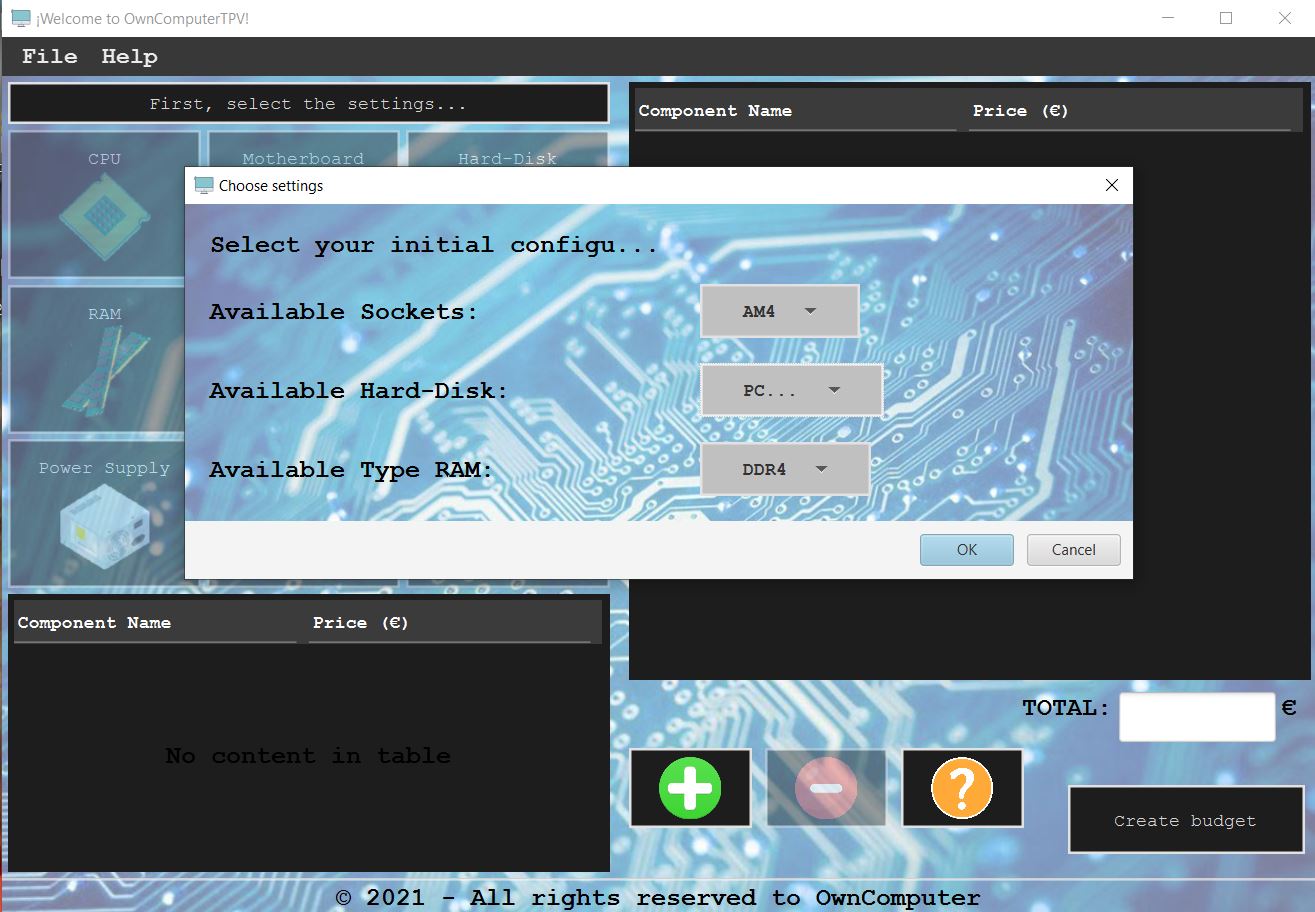 ¡Welcome to OwnComputerTPV!
File Help
First, select the settings...
CPU Motherboard Hard-Disk
RAM
Power Supply
Component Name Price (€)
Choose settings
Select your initial configu...
Available Sockets: AM4
Available Hard-Disk: PC...
Available Type RAM: DDR4
OK Cancel
Component Name Price (€)
No content in table
TOTAL: €
Create budget
© 2021 - All rights reserved to OwnComputer